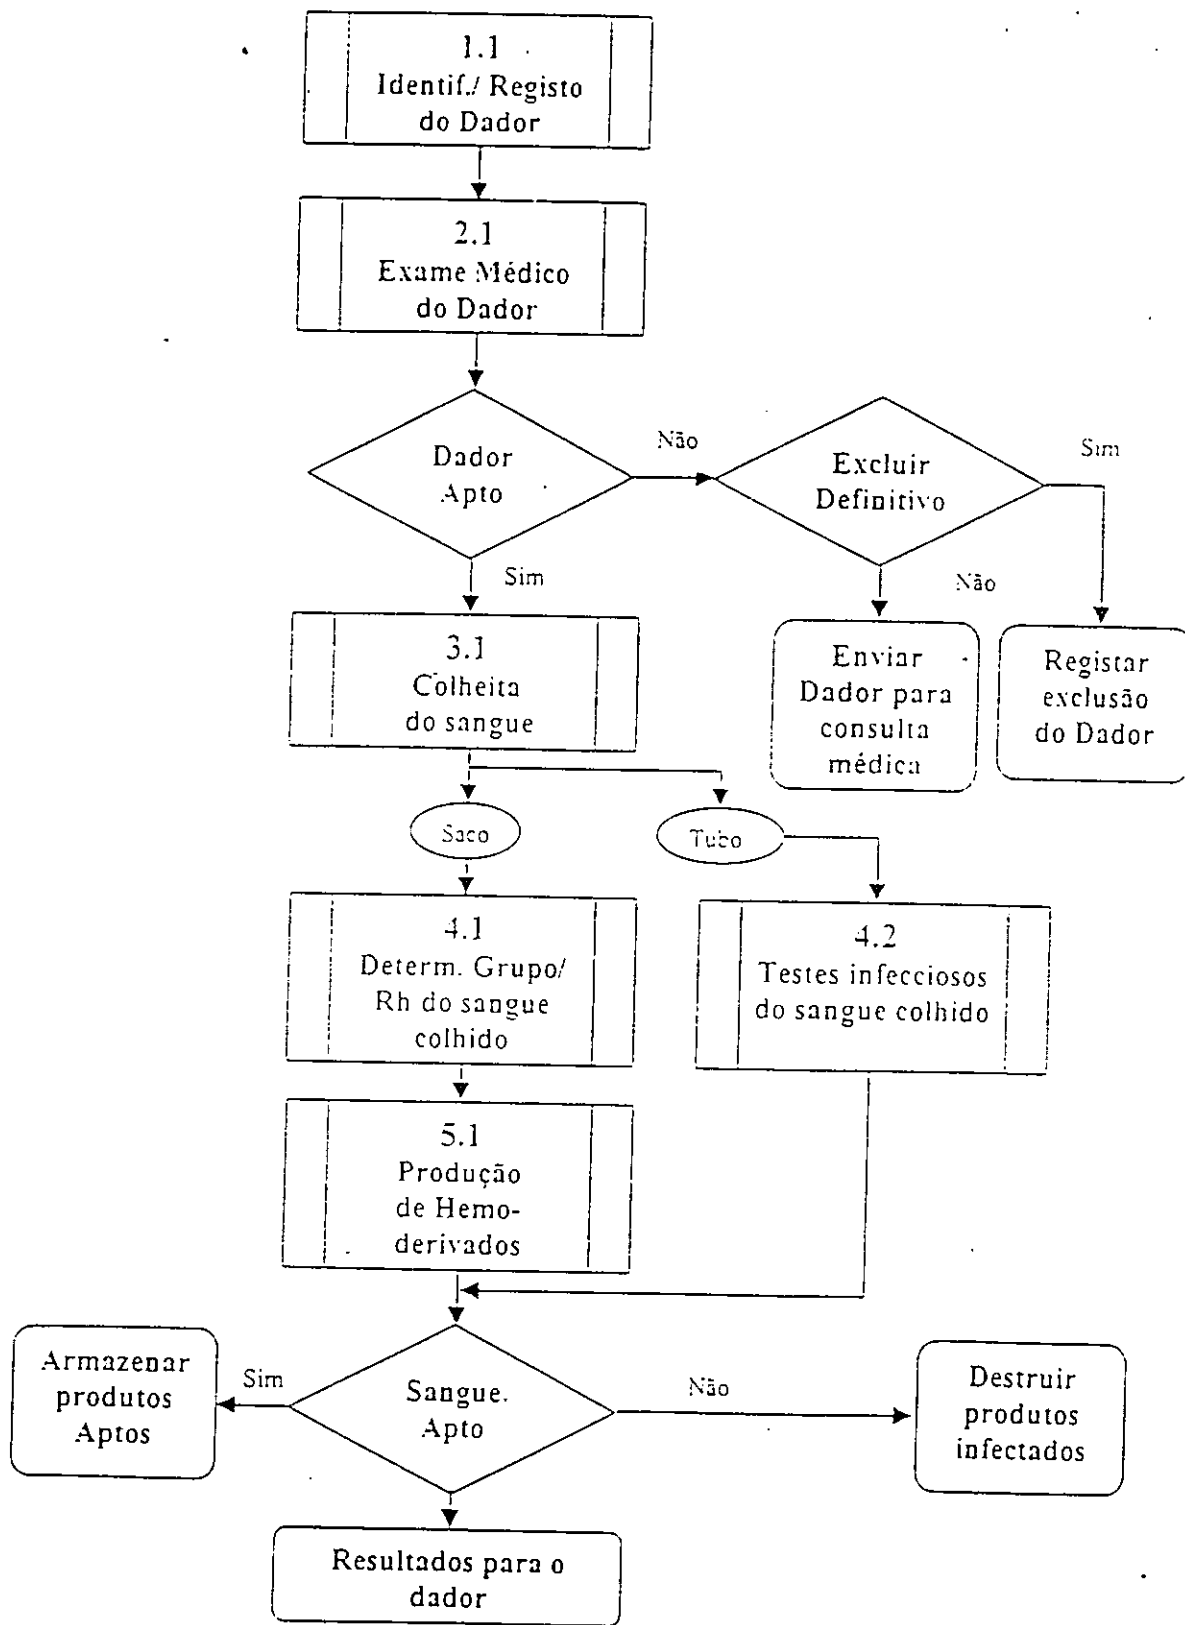 1.1
Identif./ Registo
do Dador
2.1
Exame Médico
do Dador
Dador
Apto
Não
Excluir
Definitivo
Sim
Sim
Não
3.1
Colheita
do sangue
Enviar
Dador para
consulta
médica
Registar
exclusão
do Dador
Saco
Tubo
4.1
Determ. Grupo/
Rh do sangue
colhido
4.2
Testes infecciosos
do sangue colhido
5.1
Produção
de Hemo-
derivados
Armazenar
produtos
Aptos
Sim
Sangue.
Apto
Não
Destruir
produtos
infectados
Resultados para o
dador